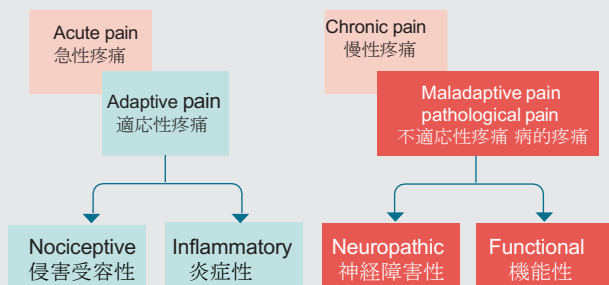 Acute pain
急性疼痛
Adaptive pain
適応性疼痛
Chronic pain
慢性疼痛
Maladaptive pain
pathological pain
不適応性疼痛 病的疼痛
Nociceptive
侵害受容性
Inflammatory
炎症性
Neuropathic
神経障害性
Functional
機能性